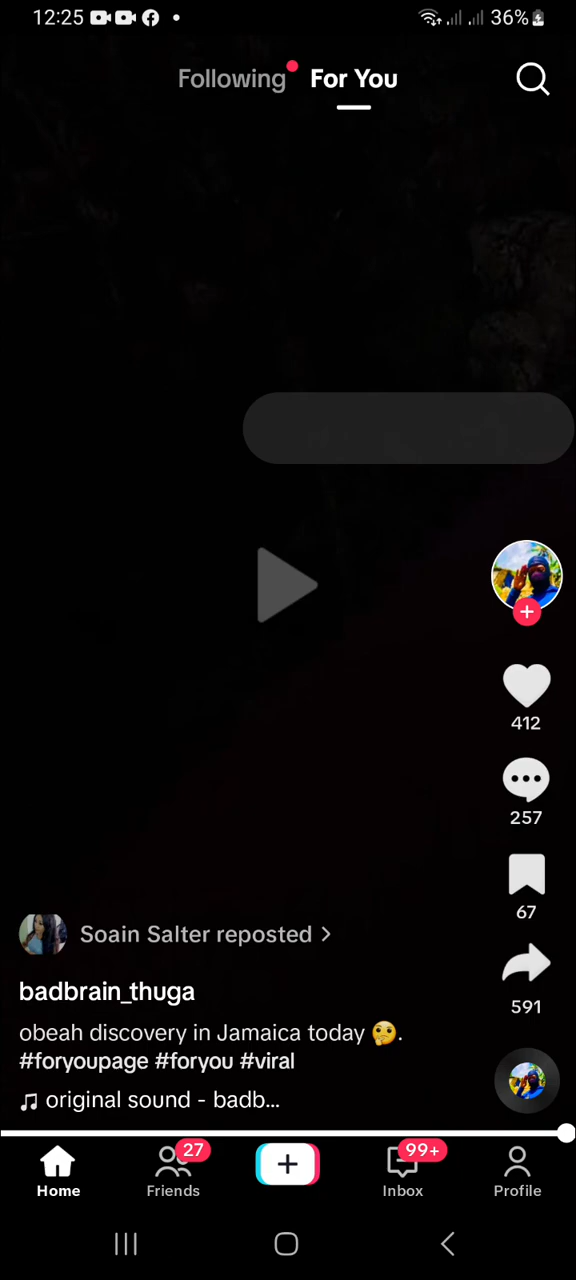 12:25
36%
Following
For You
412
257
67
591
Soain Salter reposted >
badbrain_thuga
obeah discovery in Jamaica today 🤔.
#foryoupage #foryou #viral
original sound - badb...
27
99+
Home
Friends
Inbox
Profile